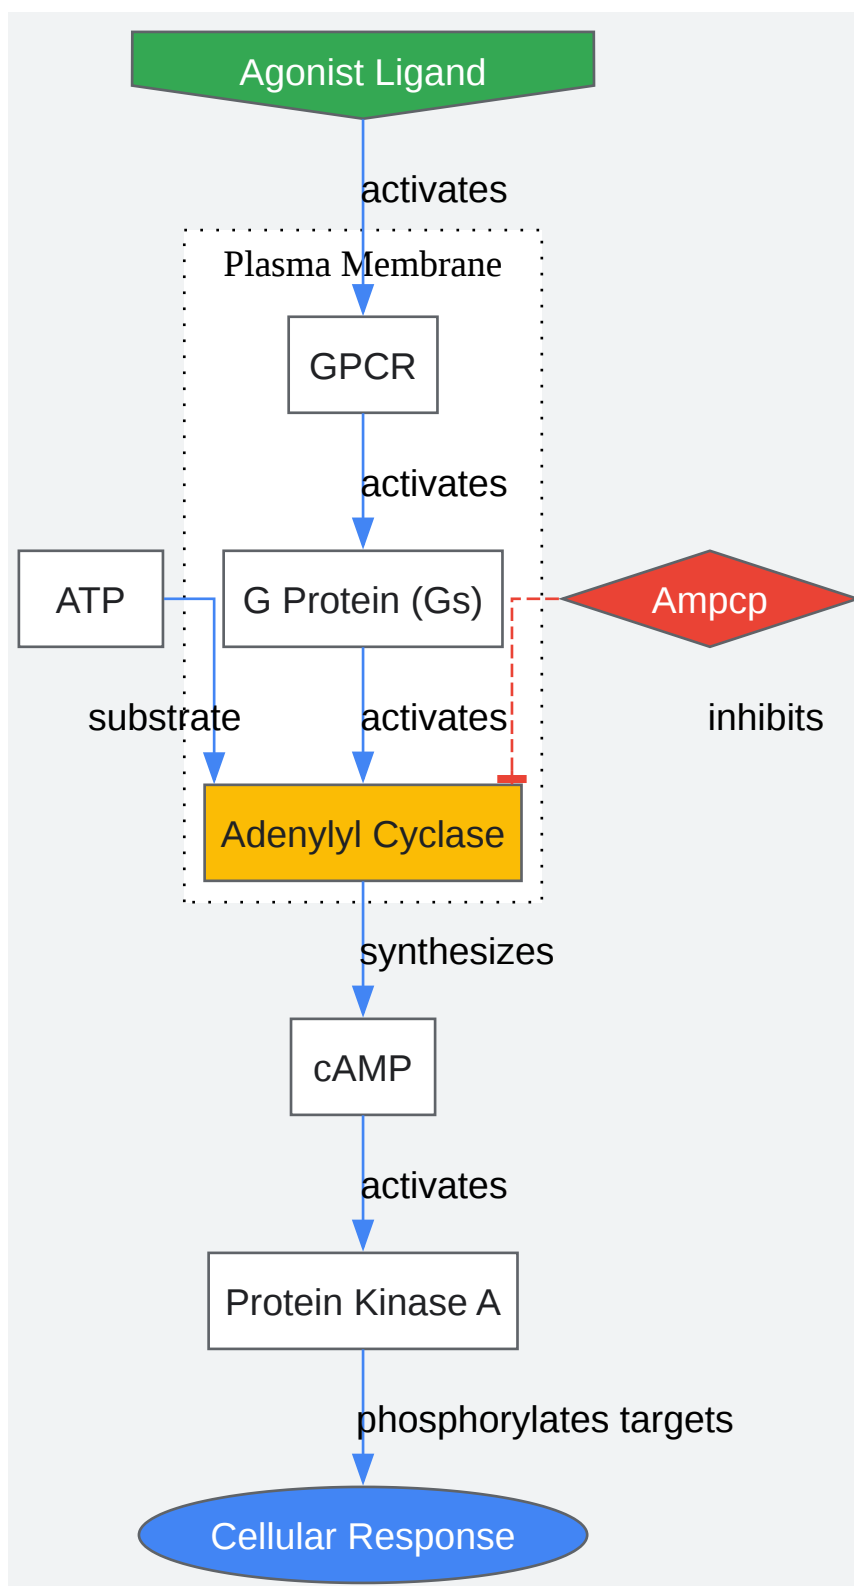 Agonist Ligand
activates
Plasma Membrane
GPCR
activates
ATP
G Protein (Gs)
Ampcp
substrate
activates
inhibits
Adenylyl Cyclase
synthesizes
cAMP
activates
Protein Kinase A
phosphorylates targets
Cellular Response